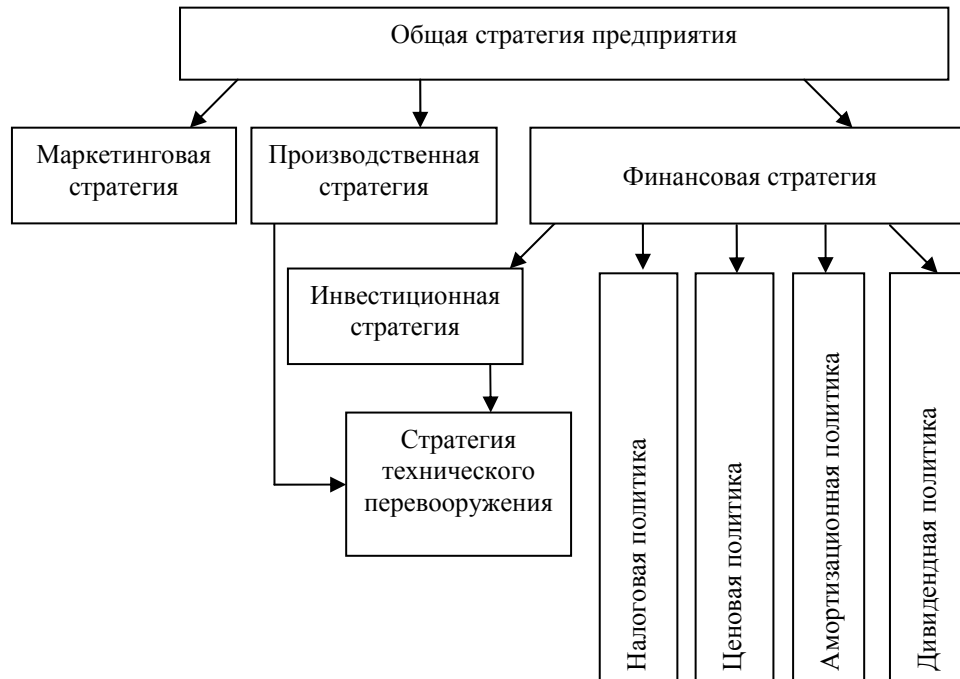 Общая стратегия предприятия
Маркетинговая
стратегия
Производственная
стратегия
Финансовая стратегия
Инвестиционная
стратегия
Стратегия
технического
перевооружения
Налоговая политика
Ценовая политика
Амортизационная политика
Дивидендная политика